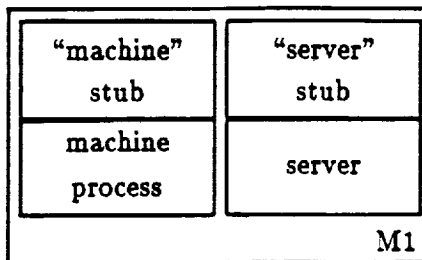 “machine”
stub
“server”
stub
machine
process
server
M1